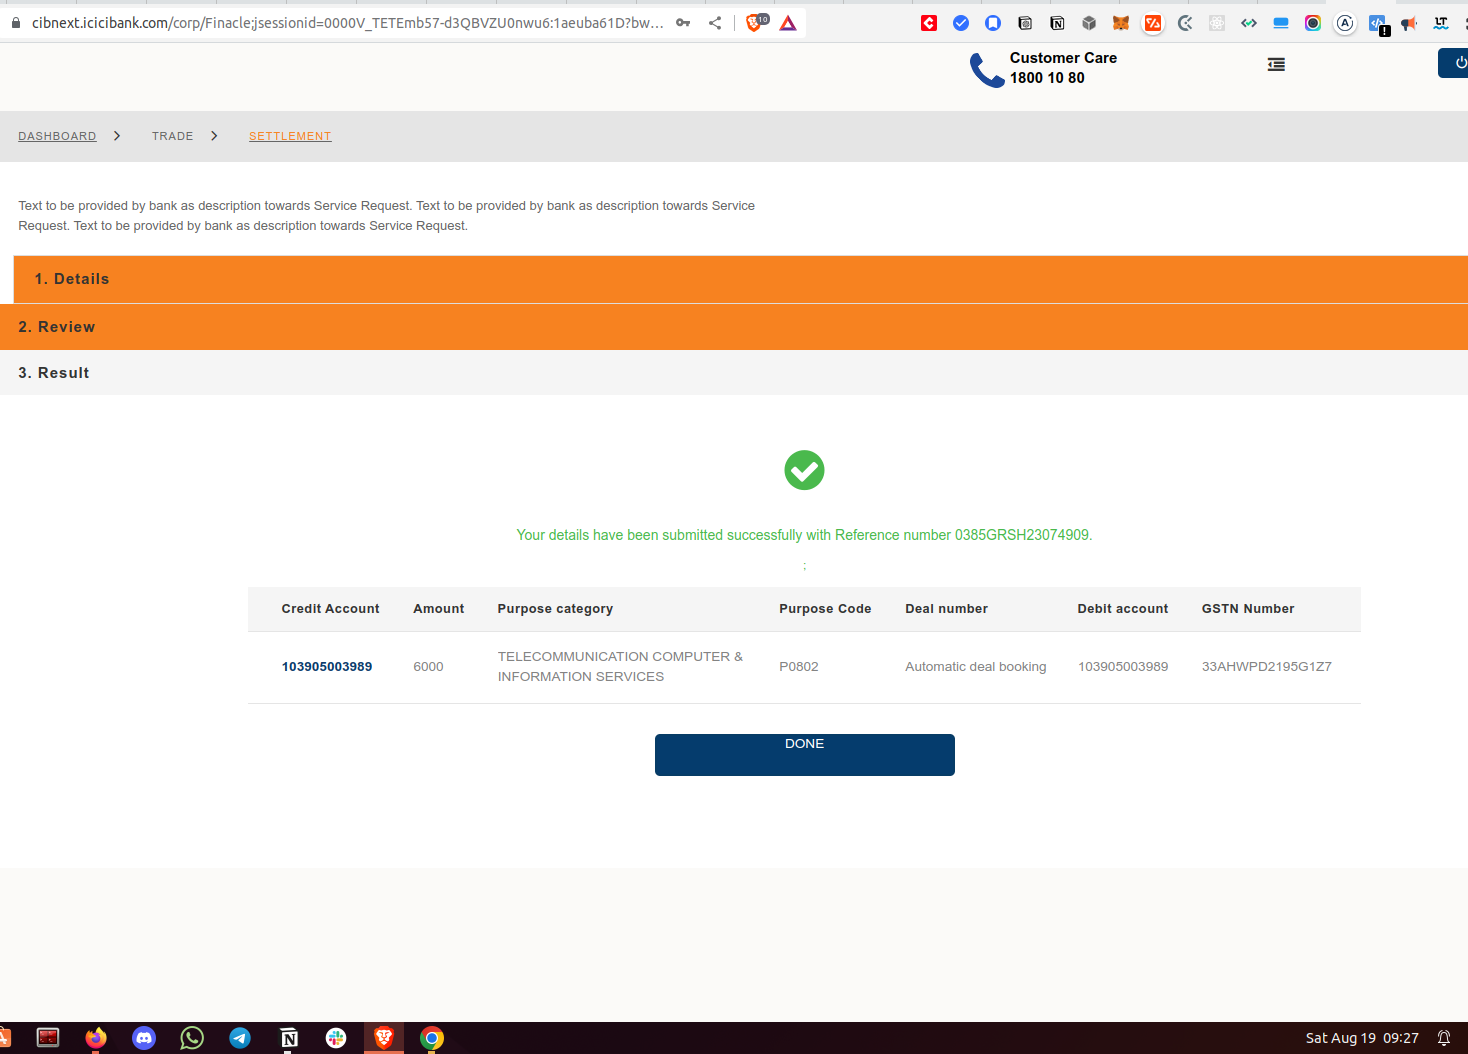 cibnext.icicibank.com/corp/Finacle;jsessionid=0000V_TETEmb57-d3QBVZU0nwu6:1aeuba61D?bw...
10
Customer Care
1800 10 80
DASHBOARD > TRADE > SETTLEMENT
Text to be provided by bank as description towards Service Request. Text to be provided by bank as description towards Service
Request. Text to be provided by bank as description towards Service Request.
1. Details
2. Review
3. Result
Your details have been submitted successfully with Reference number 0385GRSH23074909.
;
Credit Account Amount Purpose category Purpose Code Deal number Debit account GSTN Number
103905003989 6000 TELECOMMUNICATION COMPUTER & P0802 Automatic deal booking 103905003989 33AHWPD2195G1Z7
INFORMATION SERVICES
DONE
Sat Aug 19 09:27